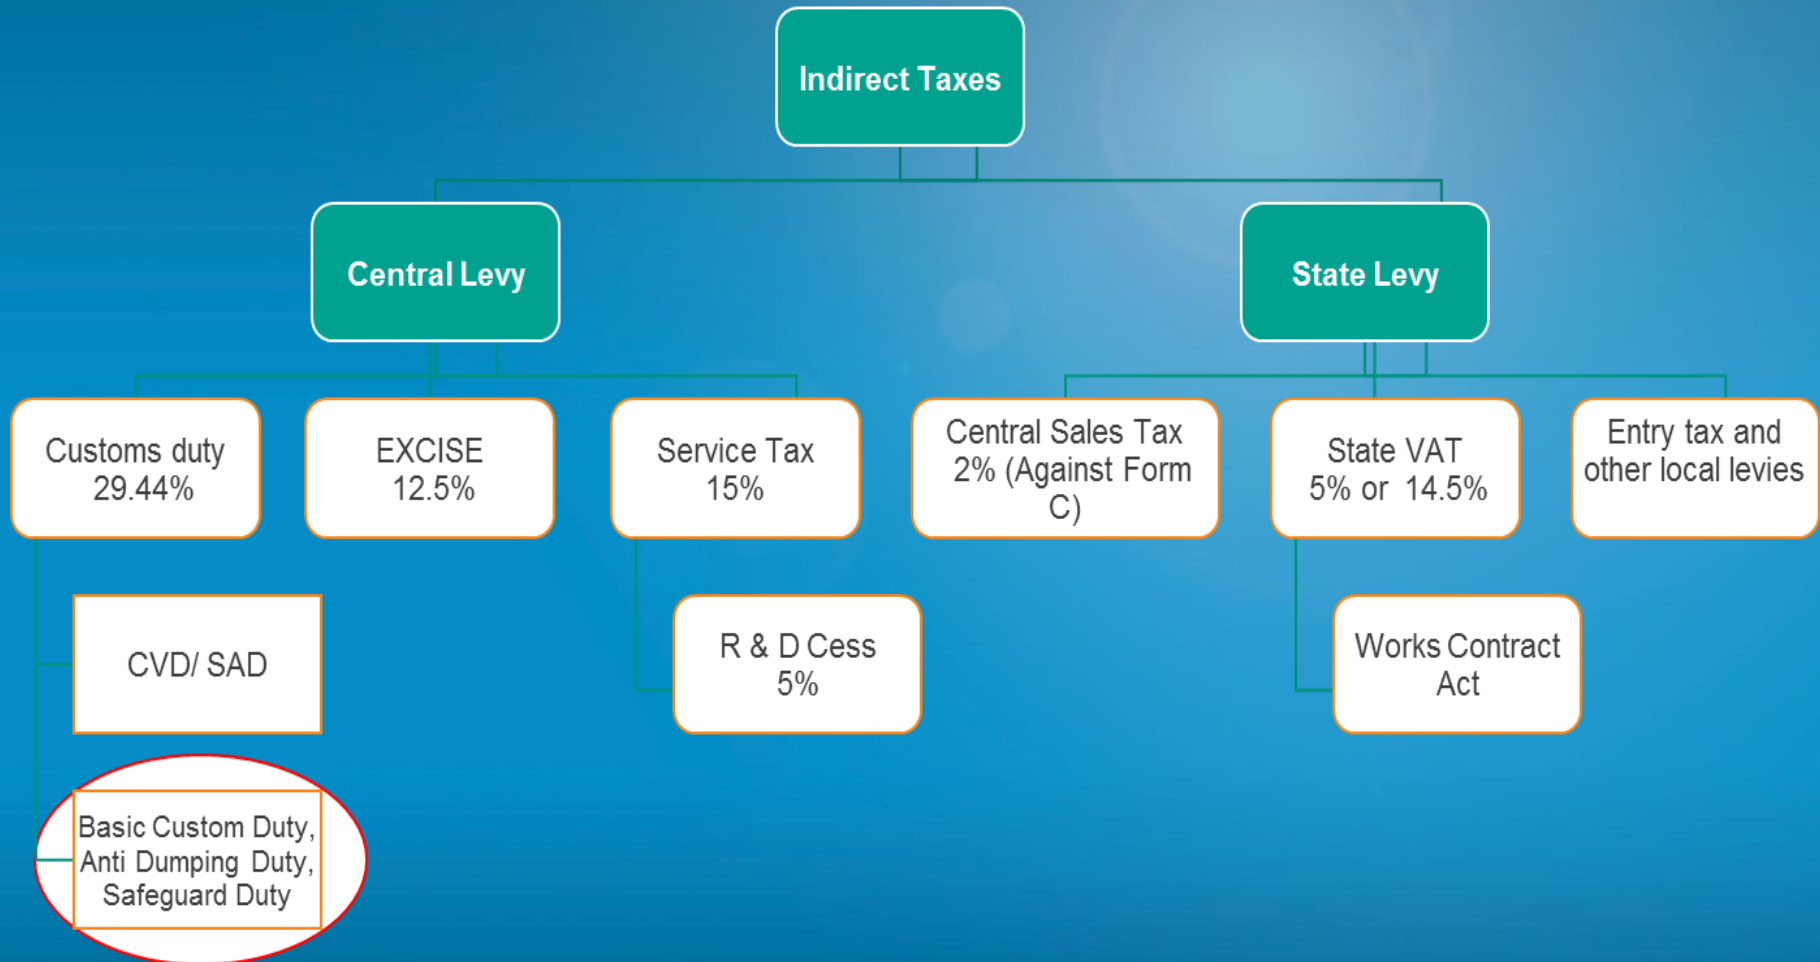 Indirect Taxes
Central Levy
State Levy
Customs duty
29.44%
EXCISE
12.5%
Service Tax
15%
Central Sales Tax
2% (Against Form
C)
State VAT
5% or 14.5%
Entry tax and
other local levies
CVD/ SAD
R & D Cess
5%
Works Contract
Act
Basic Custom Duty,
Anti Dumping Duty,
Safeguard Duty